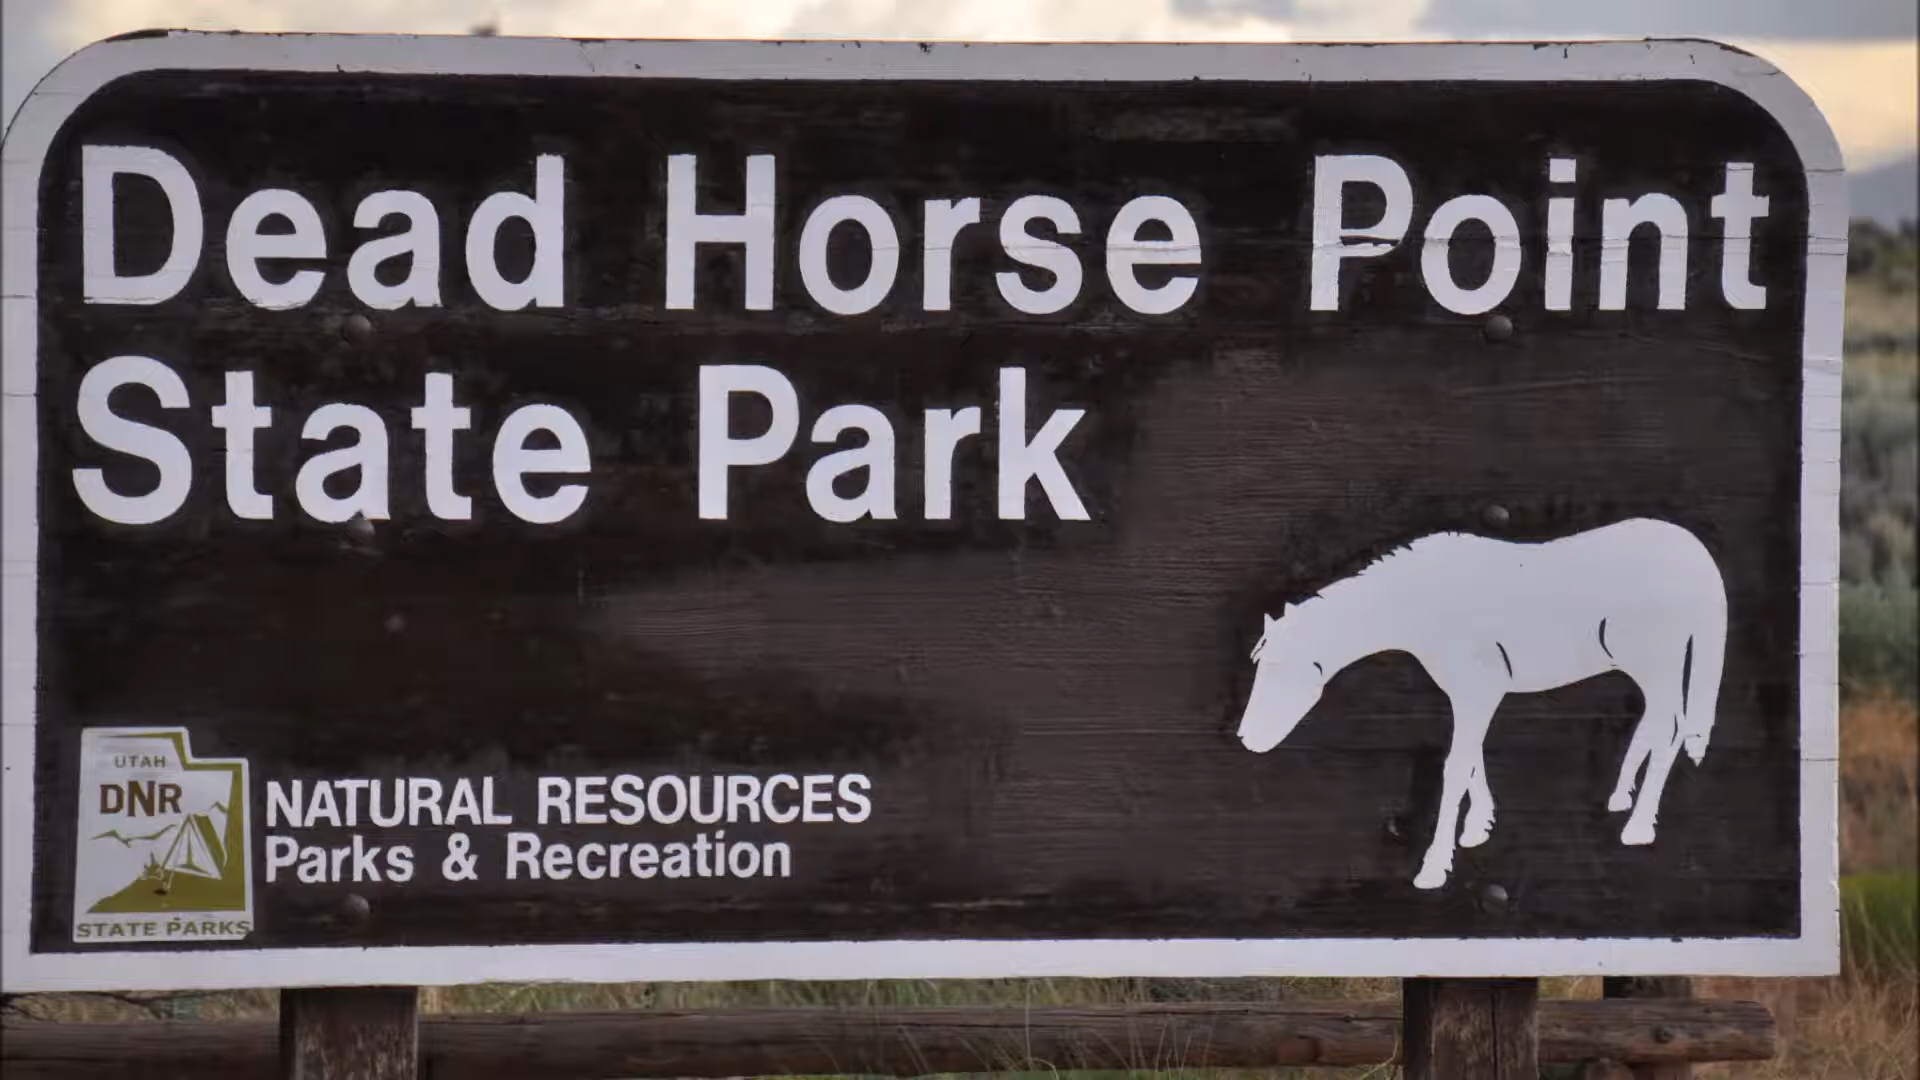 Dead Horse Point
State Park
UTAH
DNR
STATE PARKS
NATURAL RESOURCES
Parks & Recreation